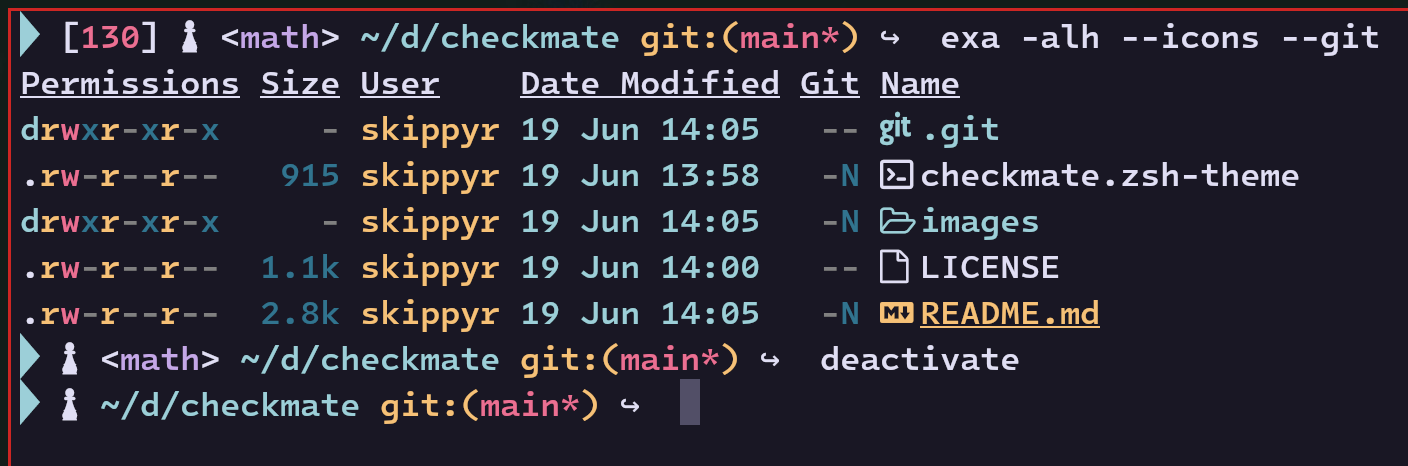 [130] ♟ <math> ~/d/checkmate git:(main*) ↪ exa -alh --icons --git
Permissions Size User Date Modified Git Name
drwxr-xr-x - skippyr 19 Jun 14:05 -- git .git
.rw-r--r-- 915 skippyr 19 Jun 13:58 -N checkmate.zsh-theme
drwxr-xr-x - skippyr 19 Jun 14:05 -N images
.rw-r--r-- 1.1k skippyr 19 Jun 14:00 -- LICENSE
.rw-r--r-- 2.8k skippyr 19 Jun 14:05 -N M README.md
♟ <math> ~/d/checkmate git:(main*) ↪ deactivate
♟ ~/d/checkmate git:(main*) ↪